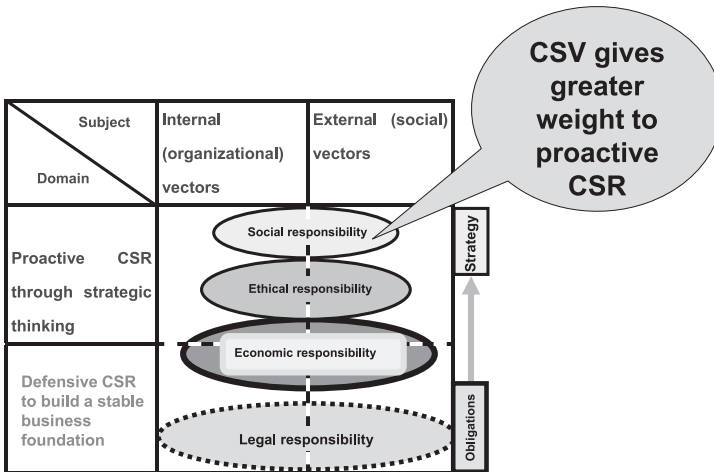 CSV gives
greater
weight to
proactive
CSR
Subject
Domain
Internal
(organizational)
vectors
External (social)
vectors
Proactive CSR
through strategic
thinking
Social responsibility
Ethical responsibility
Economic responsibility
Defensive CSR
to build a stable
business
foundation
Legal responsibility
Strategy
Obligations